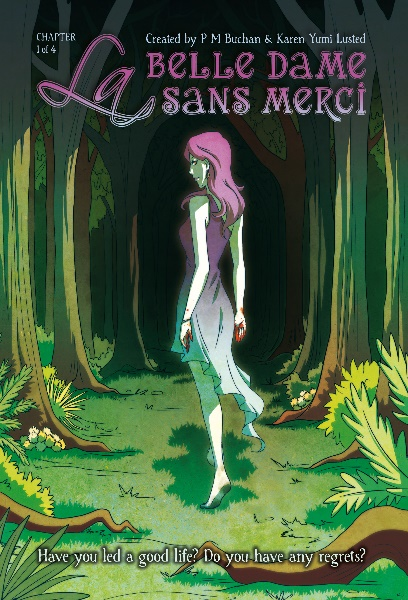 CHAPTER
1 of 4
Created by P M Buchan & Karen Yumi Lusted
La BELLE DAME
SANS MERCI
Have you led a good life? Do you have any regrets?